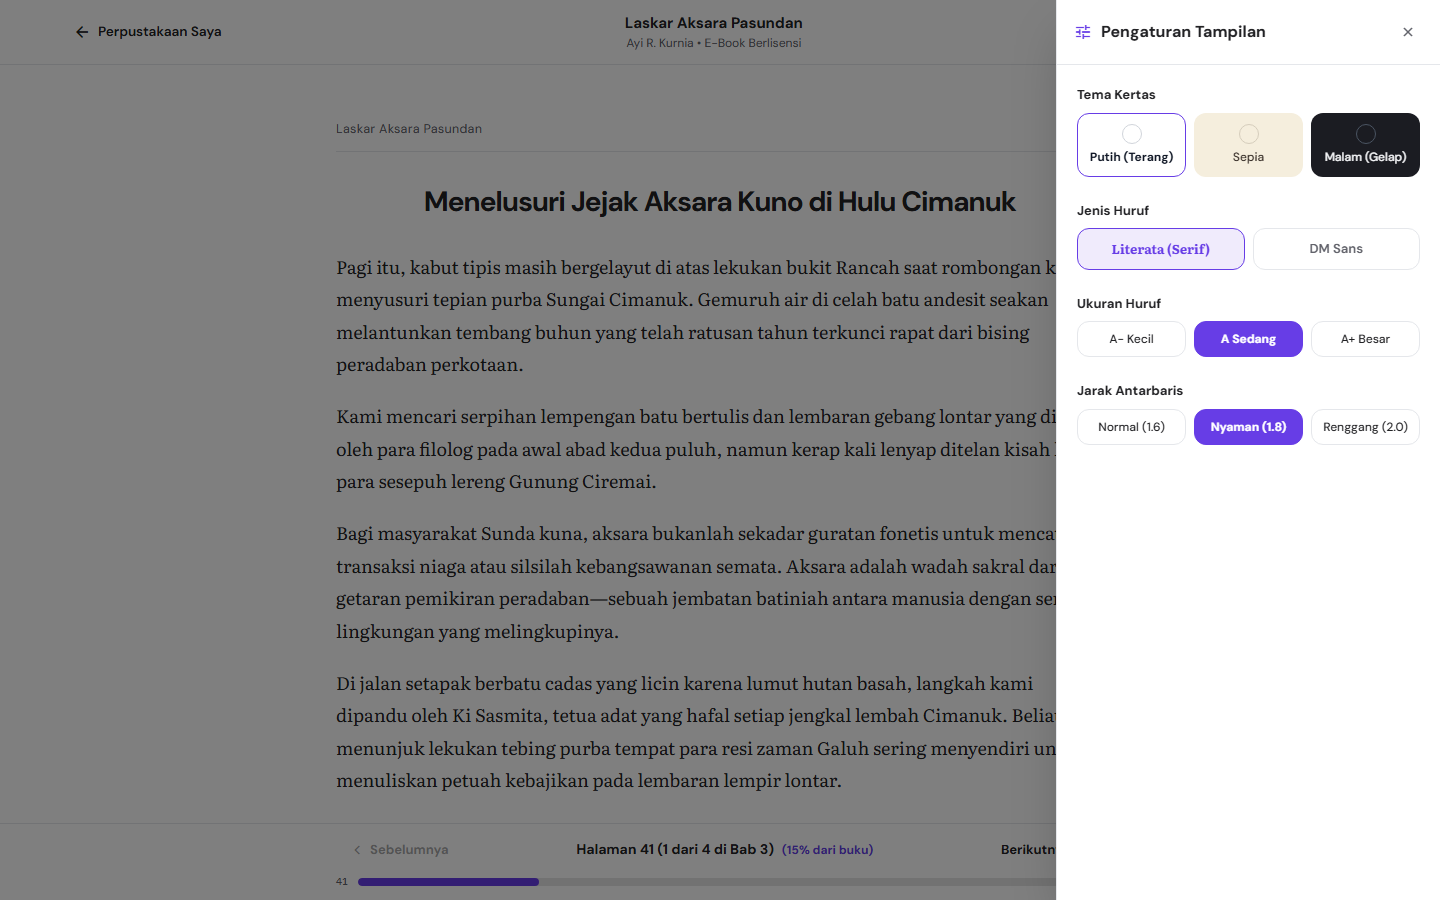 Perpustakaan Saya
Laskar Aksara Pasundan
Ayi R. Kurnia • E-Book Berlisensi
Laskar Aksara Pasundan
Menelusuri Jejak Aksara Kuno di Hulu Cimanuk
Pagi itu, kabut tipis masih bergelayut di atas lekukan bukit Rancah saat rombongan
menyusuri tepian purba Sungai Cimanuk. Gemuruh air di celah batu andesit seakan
melantunkan tembang buhun yang telah ratusan tahun terkunci rapat dari bising
peradaban perkotaan.
Kami mencari serpihan lempengan batu bertulis dan lembaran gebang lontar yang
oleh para filolog pada awal abad kedua puluh, namun kerap kali lenyap ditelan kisah
para sesepuh lereng Gunung Ciremai.
Bagi masyarakat Sunda kuna, aksara bukanlah sekadar guratan fonetis untuk
transaksi niaga atau silsilah kebangsawanan semata. Aksara adalah wadah sakral
getaran pemikiran peradaban—sebuah jembatan batiniah antara manusia dengan
lingkungan yang melingkupinya.
Di jalan setapak berbatu cadas yang licin karena lumut hutan basah, langkah kami
dipandu oleh Ki Sasmita, tetua adat yang hafal setiap jengkal lembah Cimanuk.
menunjuk lekukan tebing purba tempat para resi zaman Galuh sering menyendiri
menuliskan petuah kebajikan pada lembaran lempir lontar.
Sebelumnya
Halaman 41 (1 dari 4 di Bab 3) (15% dari buku)
41
Pengaturan Tampilan
Tema Kertas
Putih (Terang)
Sepia
Malam (Gelap)
Jenis Huruf
Literata (Serif)
DM Sans
Ukuran Huruf
A- Kecil
A Sedang
A+ Besar
Jarak Antarbaris
Normal (1.6)
Nyaman (1.8)
Renggang (2.0)